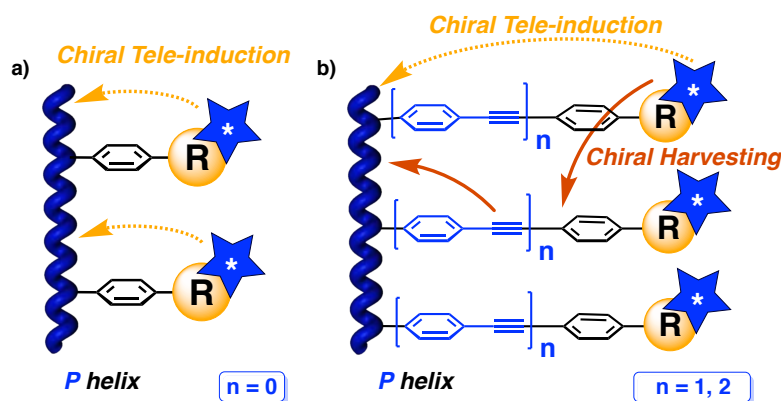 a)
Chiral Tele-induction
R
*
R
*
P helix
n = 0
b)
Chiral Tele-induction
n
R
*
Chiral Harvesting
n
R
*
n
R
*
P helix
n = 1, 2